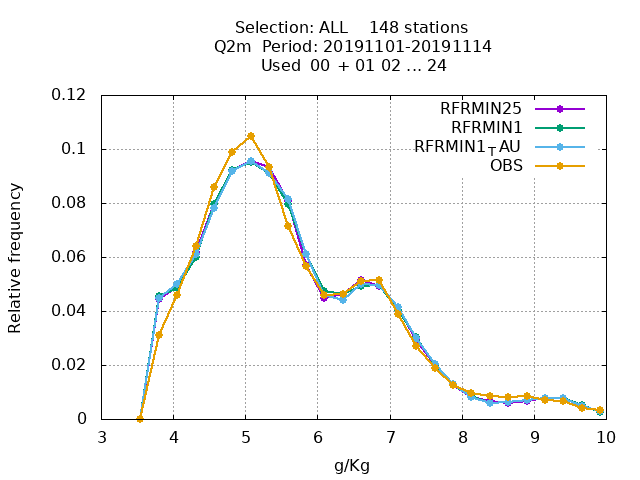 Selection: ALL    148 stations
Q2m  Period: 20191101-20191114
Used  00  + 01 02 ... 24
0.12
0.1
0.08
0.06
0.04
0.02
0
Relative frequency
RFRMIN25
RFRMIN1
RFRMIN1TAU
OBS
3 4 5 6 7 8 9 10
g/Kg